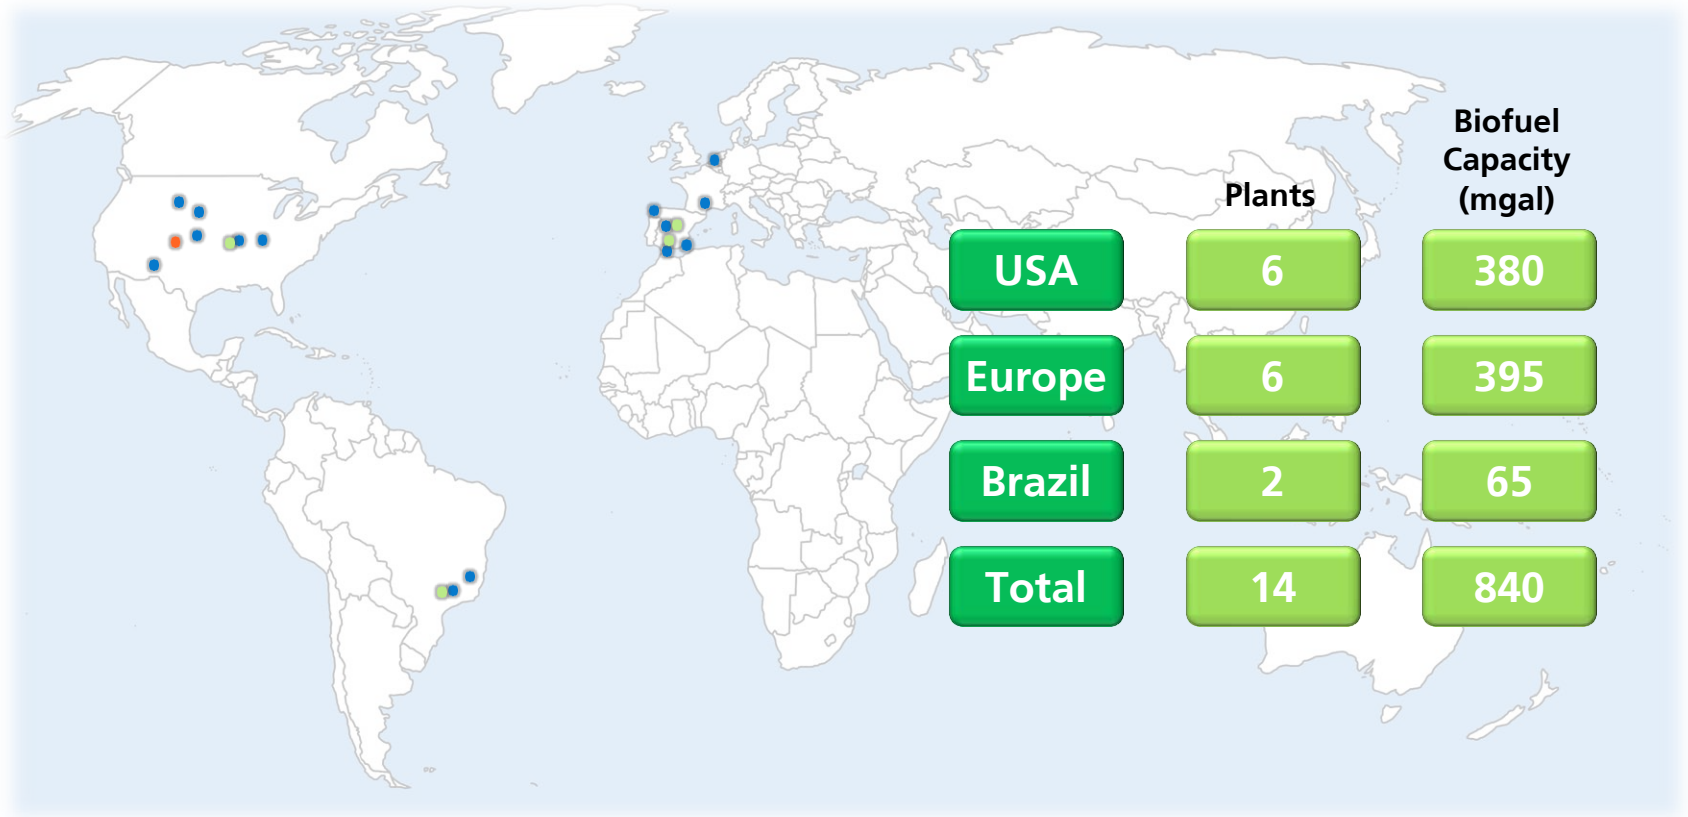 Biofuel
Capacity
Plants (mgal)
USA 6 380
Europe 6 395
Brazil 2 65
Total 14 840